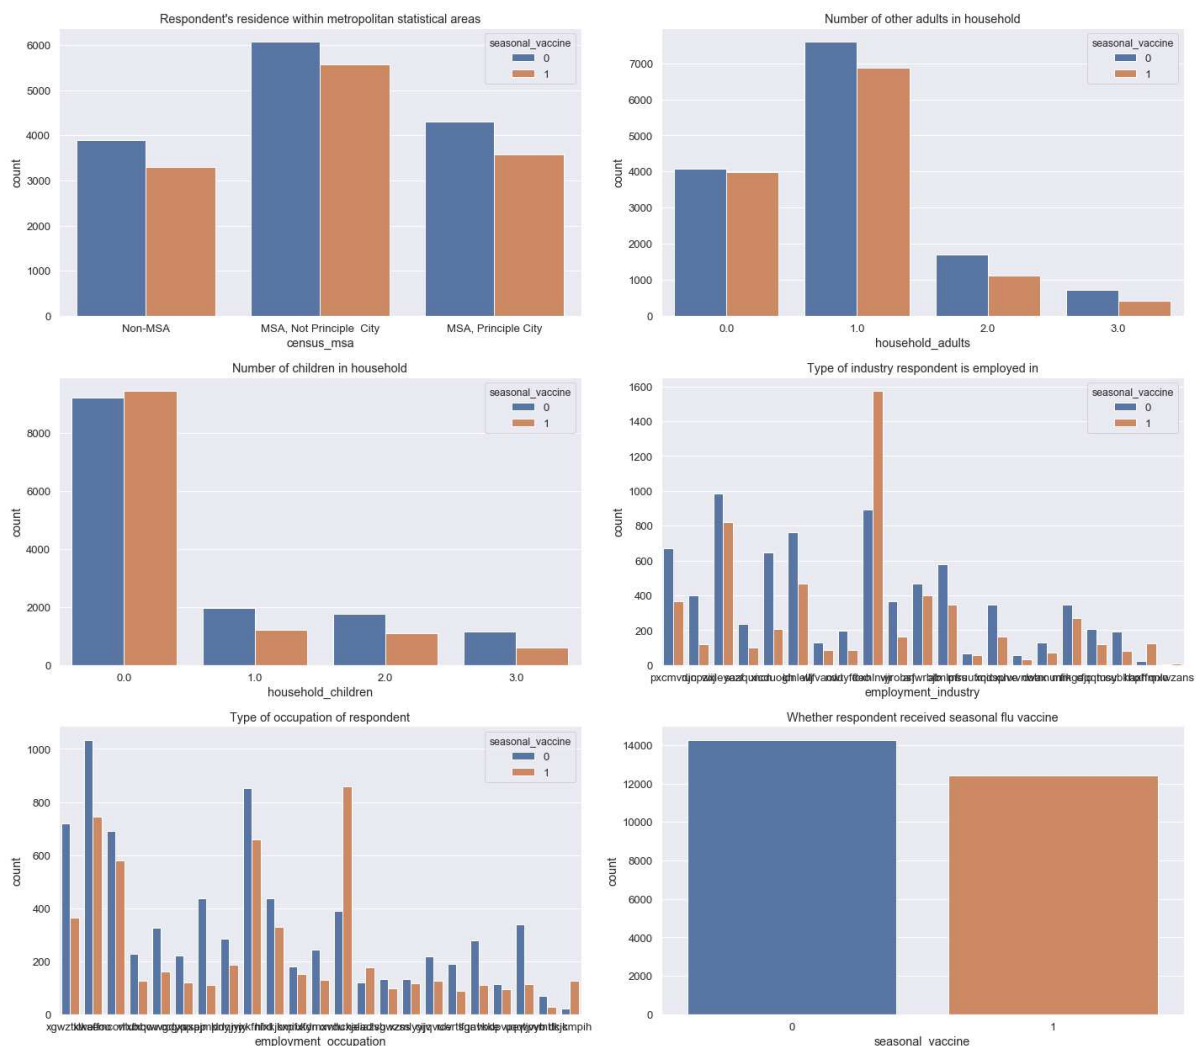 Respondent's residence within metropolitan statistical areas
seasonal_vaccine
0
1
6000
5000
4000
3000
2000
1000
0
count
Non-MSA
MSA, Not Principle City
MSA, Principle City
census_msa
Number of other adults in household
seasonal_vaccine
0
1
7000
6000
5000
4000
3000
2000
1000
0
count
0.0
1.0
2.0
3.0
household_adults
Number of children in household
seasonal_vaccine
0
1
8000
6000
4000
2000
0
count
0.0
1.0
2.0
3.0
household_children
Type of industry respondent is employed in
seasonal_vaccine
0
1
1600
1400
1200
1000
800
600
400
200
0
count
employment_industry
Type of occupation of respondent
seasonal_vaccine
0
1
1000
800
600
400
200
0
count
employment_occupation
Whether respondent received seasonal flu vaccine
14000
12000
10000
8000
6000
4000
2000
0
count
0
1
seasonal_vaccine